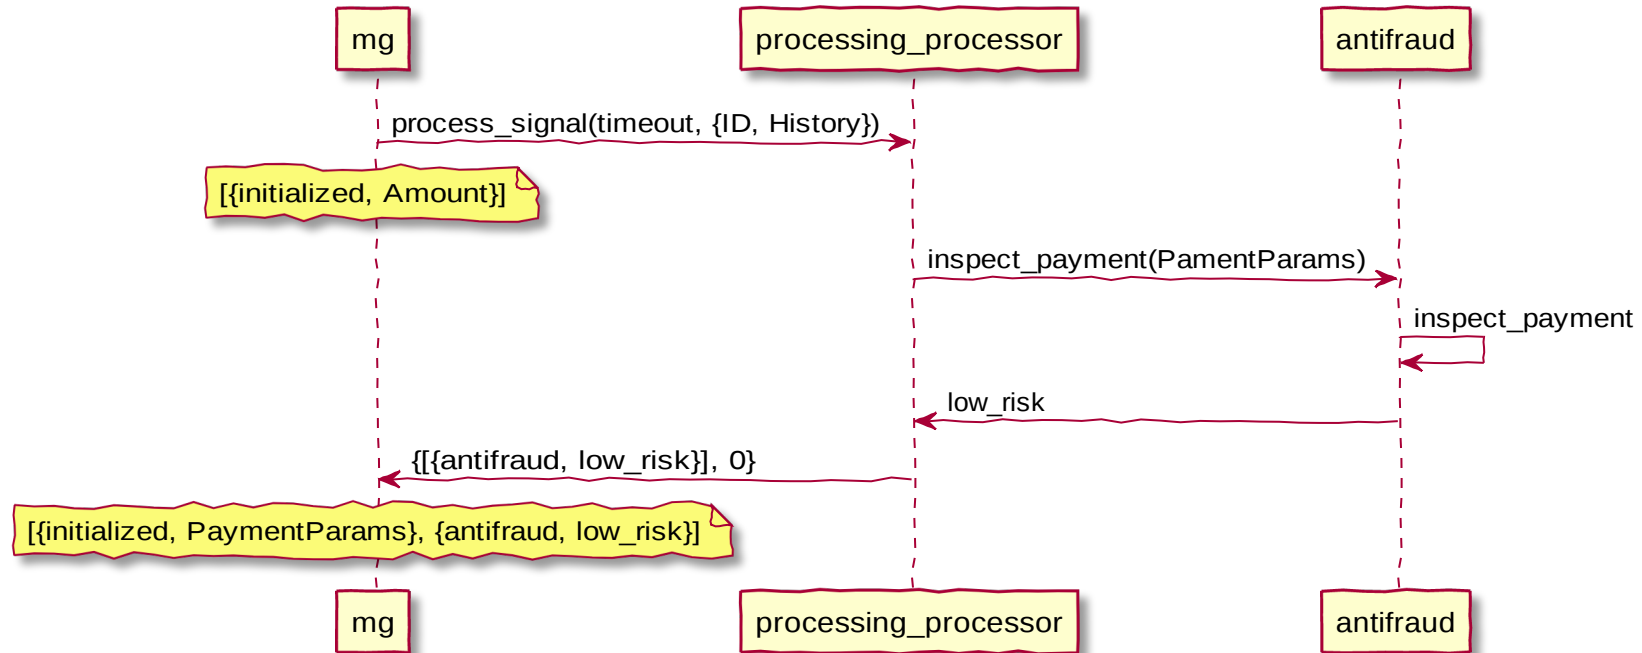 mg
processing_processor
antifraud
process_signal(timeout, {ID, History})
[{initialized, Amount}]
inspect_payment(PamentParams)
inspect_payment
low_risk
{[{antifraud, low_risk}], 0}
[{initialized, PaymentParams}, {antifraud, low_risk}]
mg
processing_processor
antifraud